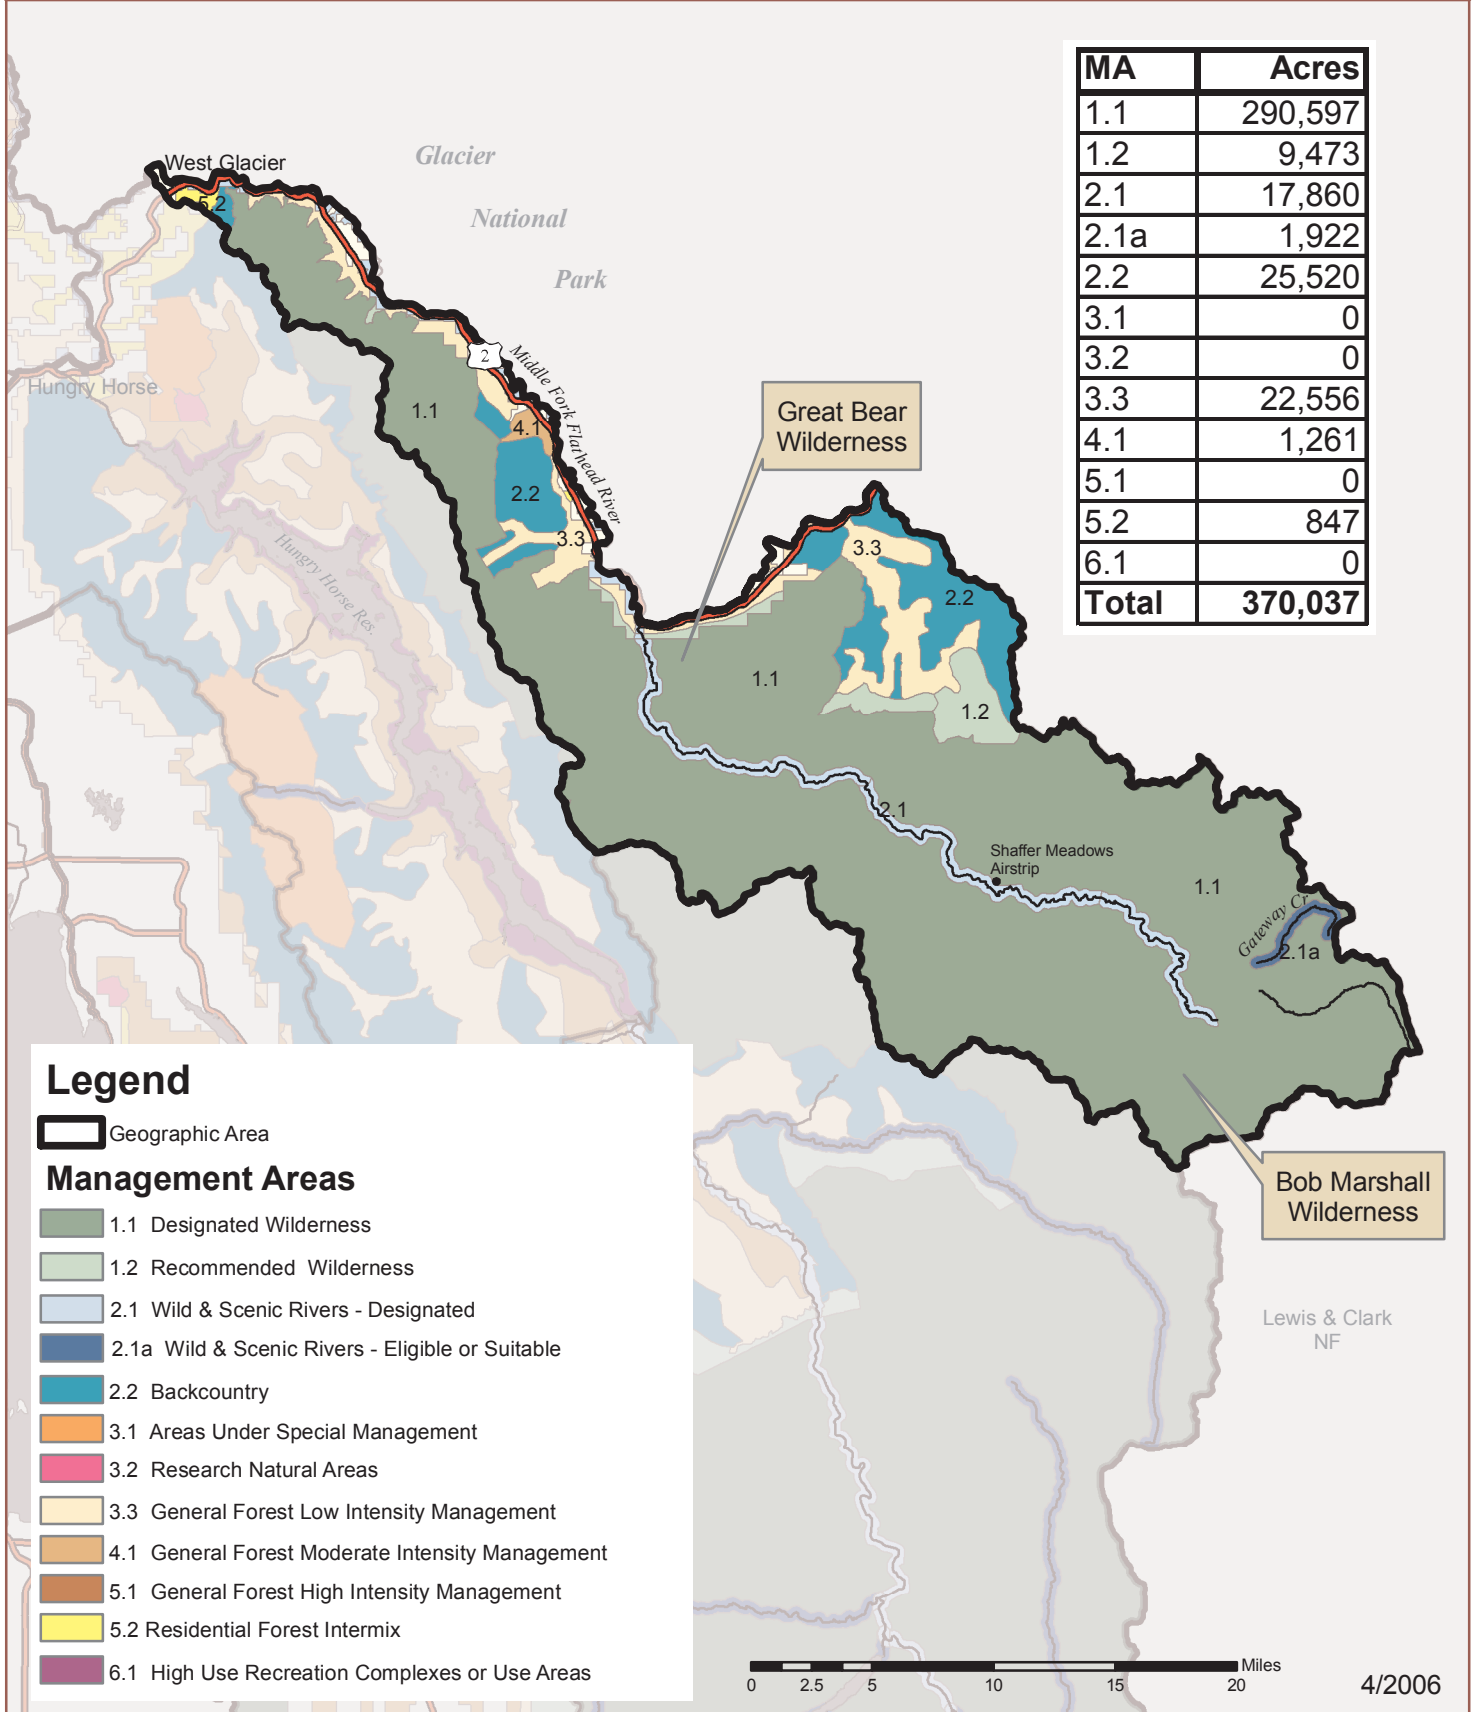 MA Acres
1.1 290,597
1.2 9,473
2.1 17,860
2.1a 1,922
2.2 25,520
3.1 0
3.2 0
3.3 22,556
4.1 1,261
5.1 0
5.2 847
6.1 0
Total 370,037
West Glacier
Glacier
National
Park
5.2
Hungry Horse
2
Middle Fork Flathead River
1.1
4.1
2.2
3.3
Great Bear
Wilderness
Hungry Horse Res.
3.3
2.2
1.1
1.2
2.1
Shaffer Meadows
Airstrip
1.1
Gateway Cr
2.1a
Bob Marshall
Wilderness
Lewis & Clark
NF
Legend
Geographic Area
Management Areas
1.1 Designated Wilderness
1.2 Recommended Wilderness
2.1 Wild & Scenic Rivers - Designated
2.1a Wild & Scenic Rivers - Eligible or Suitable
2.2 Backcountry
3.1 Areas Under Special Management
3.2 Research Natural Areas
3.3 General Forest Low Intensity Management
4.1 General Forest Moderate Intensity Management
5.1 General Forest High Intensity Management
5.2 Residential Forest Intermix
6.1 High Use Recreation Complexes or Use Areas
Miles
0 2.5 5 10 15 20
4/2006